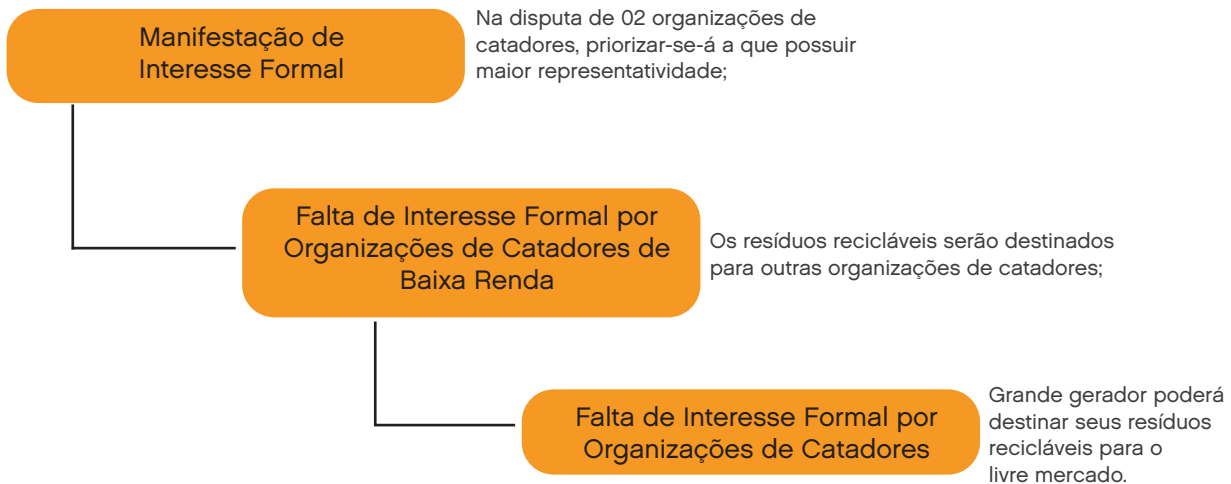 Manifestação de
Interesse Formal
Na disputa de 02 organizações de
catadores, priorizar-se-á a que possuir
maior representatividade;
Falta de Interesse Formal por
Organizações de Catadores de
Baixa Renda
Os resíduos recicláveis serão destinados
para outras organizações de catadores;
Falta de Interesse Formal por
Organizações de Catadores
Grande gerador poderá
destinar seus resíduos
recicláveis para o
livre mercado.